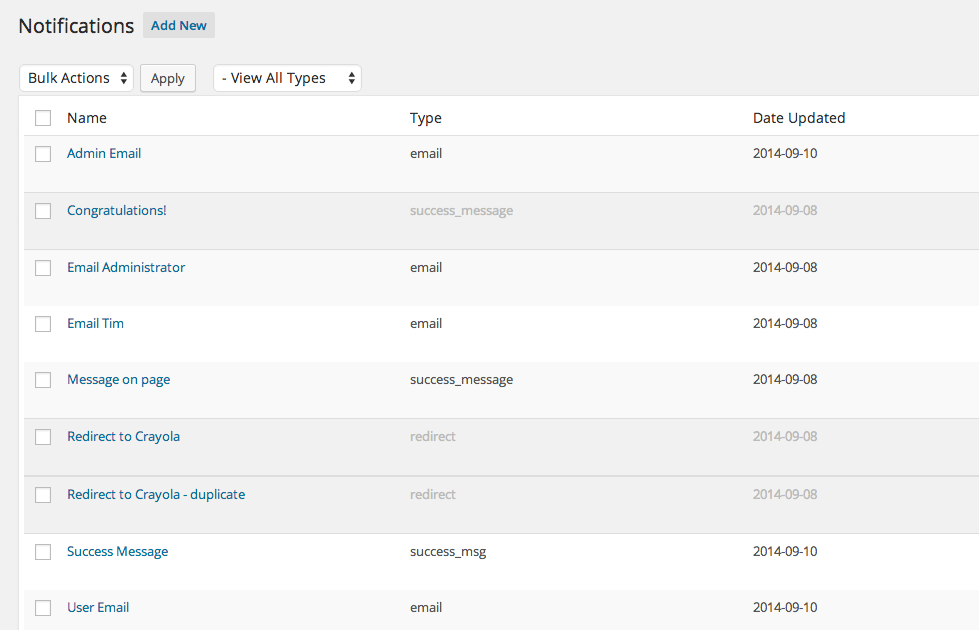 Notifications Add New
Bulk Actions Apply - View All Types
Name Type Date Updated
Admin Email email 2014-09-10
Congratulations! success_message 2014-09-08
Email Administrator email 2014-09-08
Email Tim email 2014-09-08
Message on page success_message 2014-09-08
Redirect to Crayola redirect 2014-09-08
Redirect to Crayola - duplicate redirect 2014-09-08
Success Message success_msg 2014-09-10
User Email email 2014-09-10